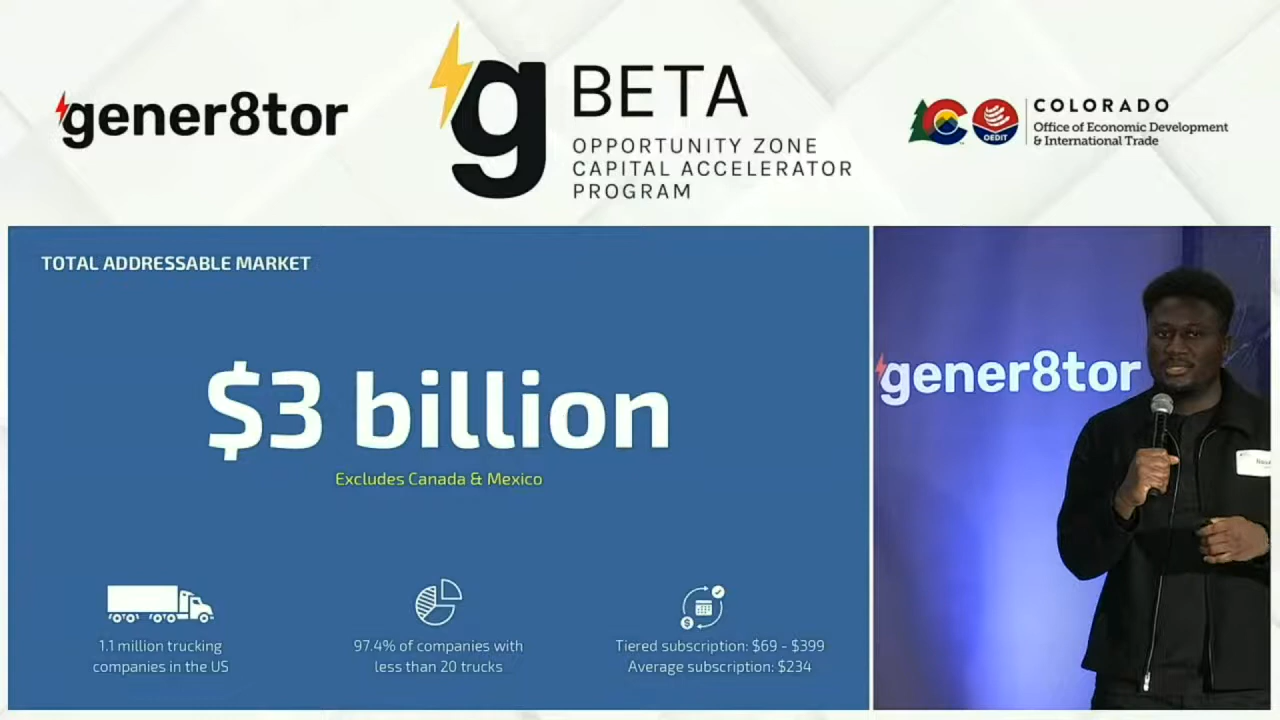 gener8tor
g BETA
OPPORTUNITY ZONE
CAPITAL ACCELERATOR
PROGRAM
COLORADO
Office of Economic Development
& International Trade
OEDIT
TOTAL ADDRESSABLE MARKET
$3 billion
Excludes Canada & Mexico
1.1 million trucking
companies in the US
97.4% of companies with
less than 20 trucks
Tiered subscription: $69 - $399
Average subscription: $234
gener8tor